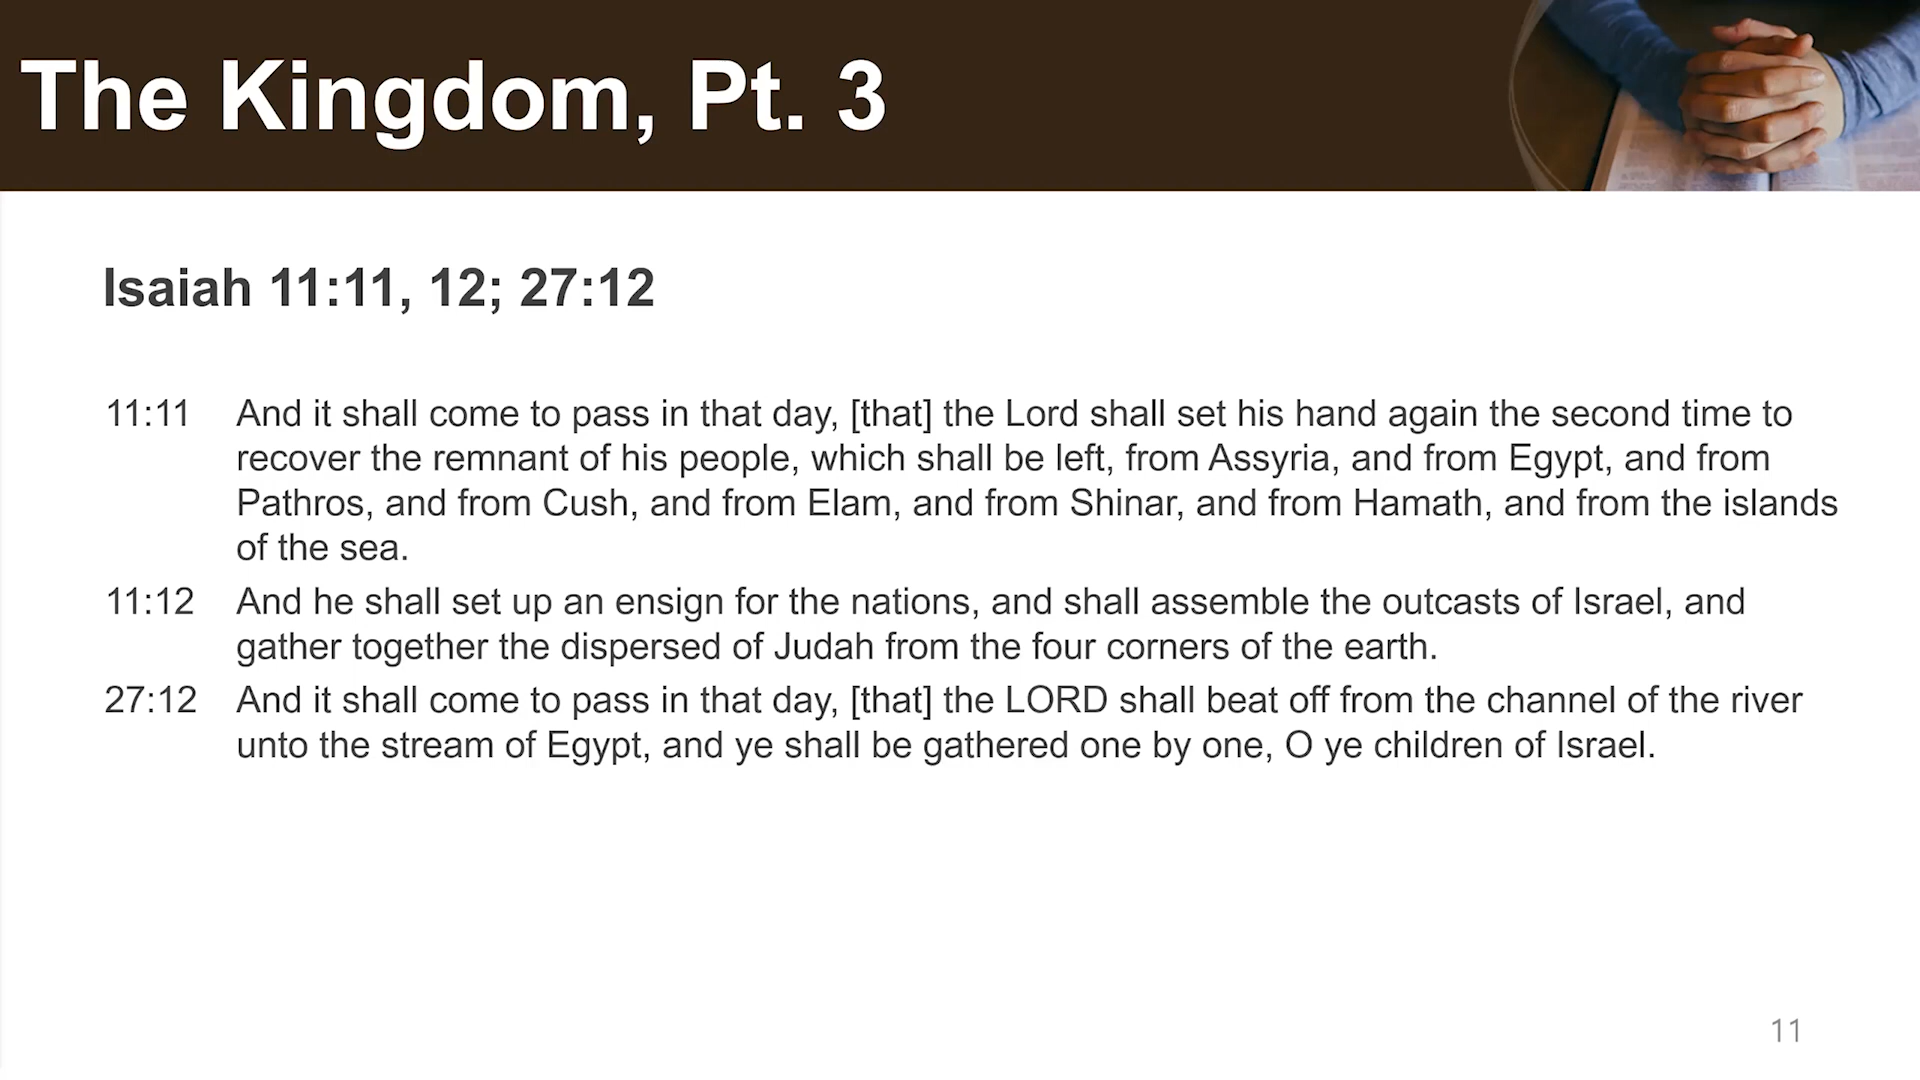 The Kingdom, Pt. 3
Isaiah 11:11, 12; 27:12
11:11 And it shall come to pass in that day, [that] the Lord shall set his hand again the second time to
recover the remnant of his people, which shall be left, from Assyria, and from Egypt, and from
Pathros, and from Cush, and from Elam, and from Shinar, and from Hamath, and from the islands
of the sea.
11:12 And he shall set up an ensign for the nations, and shall assemble the outcasts of Israel, and
gather together the dispersed of Judah from the four corners of the earth.
27:12 And it shall come to pass in that day, [that] the LORD shall beat off from the channel of the river
unto the stream of Egypt, and ye shall be gathered one by one, O ye children of Israel.
11